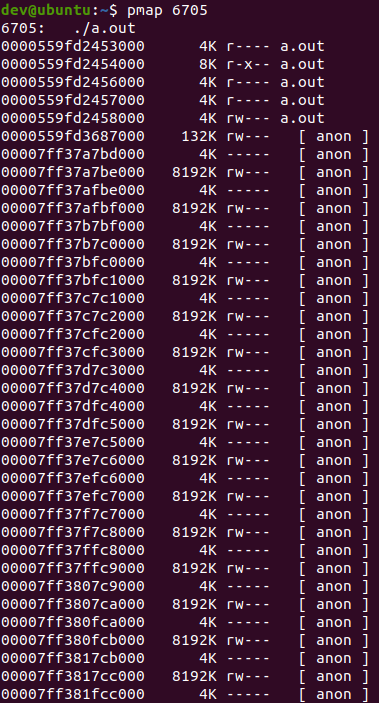 dev@ubuntu:~$ pmap 6705
6705:   ./a.out
0000559fd2453000      4K r---- a.out
0000559fd2454000      8K r-x-- a.out
0000559fd2456000      4K r---- a.out
0000559fd2457000      4K r---- a.out
0000559fd2458000      4K rw--- a.out
0000559fd3687000    132K rw---   [ anon ]
00007ff37a7bd000      4K -----   [ anon ]
00007ff37a7be000   8192K rw---   [ anon ]
00007ff37afbe000      4K -----   [ anon ]
00007ff37afbf000   8192K rw---   [ anon ]
00007ff37b7bf000      4K -----   [ anon ]
00007ff37b7c0000   8192K rw---   [ anon ]
00007ff37bfc0000      4K -----   [ anon ]
00007ff37bfc1000   8192K rw---   [ anon ]
00007ff37c7c1000      4K -----   [ anon ]
00007ff37c7c2000   8192K rw---   [ anon ]
00007ff37cfc2000      4K -----   [ anon ]
00007ff37cfc3000   8192K rw---   [ anon ]
00007ff37d7c3000      4K -----   [ anon ]
00007ff37d7c4000   8192K rw---   [ anon ]
00007ff37dfc4000      4K -----   [ anon ]
00007ff37dfc5000   8192K rw---   [ anon ]
00007ff37e7c5000      4K -----   [ anon ]
00007ff37e7c6000   8192K rw---   [ anon ]
00007ff37efc6000      4K -----   [ anon ]
00007ff37efc7000   8192K rw---   [ anon ]
00007ff37f7c7000      4K -----   [ anon ]
00007ff37f7c8000   8192K rw---   [ anon ]
00007ff37ffc8000      4K -----   [ anon ]
00007ff37ffc9000   8192K rw---   [ anon ]
00007ff3807c9000      4K -----   [ anon ]
00007ff3807ca000   8192K rw---   [ anon ]
00007ff380fca000      4K -----   [ anon ]
00007ff380fcb000   8192K rw---   [ anon ]
00007ff3817cb000      4K -----   [ anon ]
00007ff3817cc000   8192K rw---   [ anon ]
00007ff381fcc000      4K -----   [ anon ]